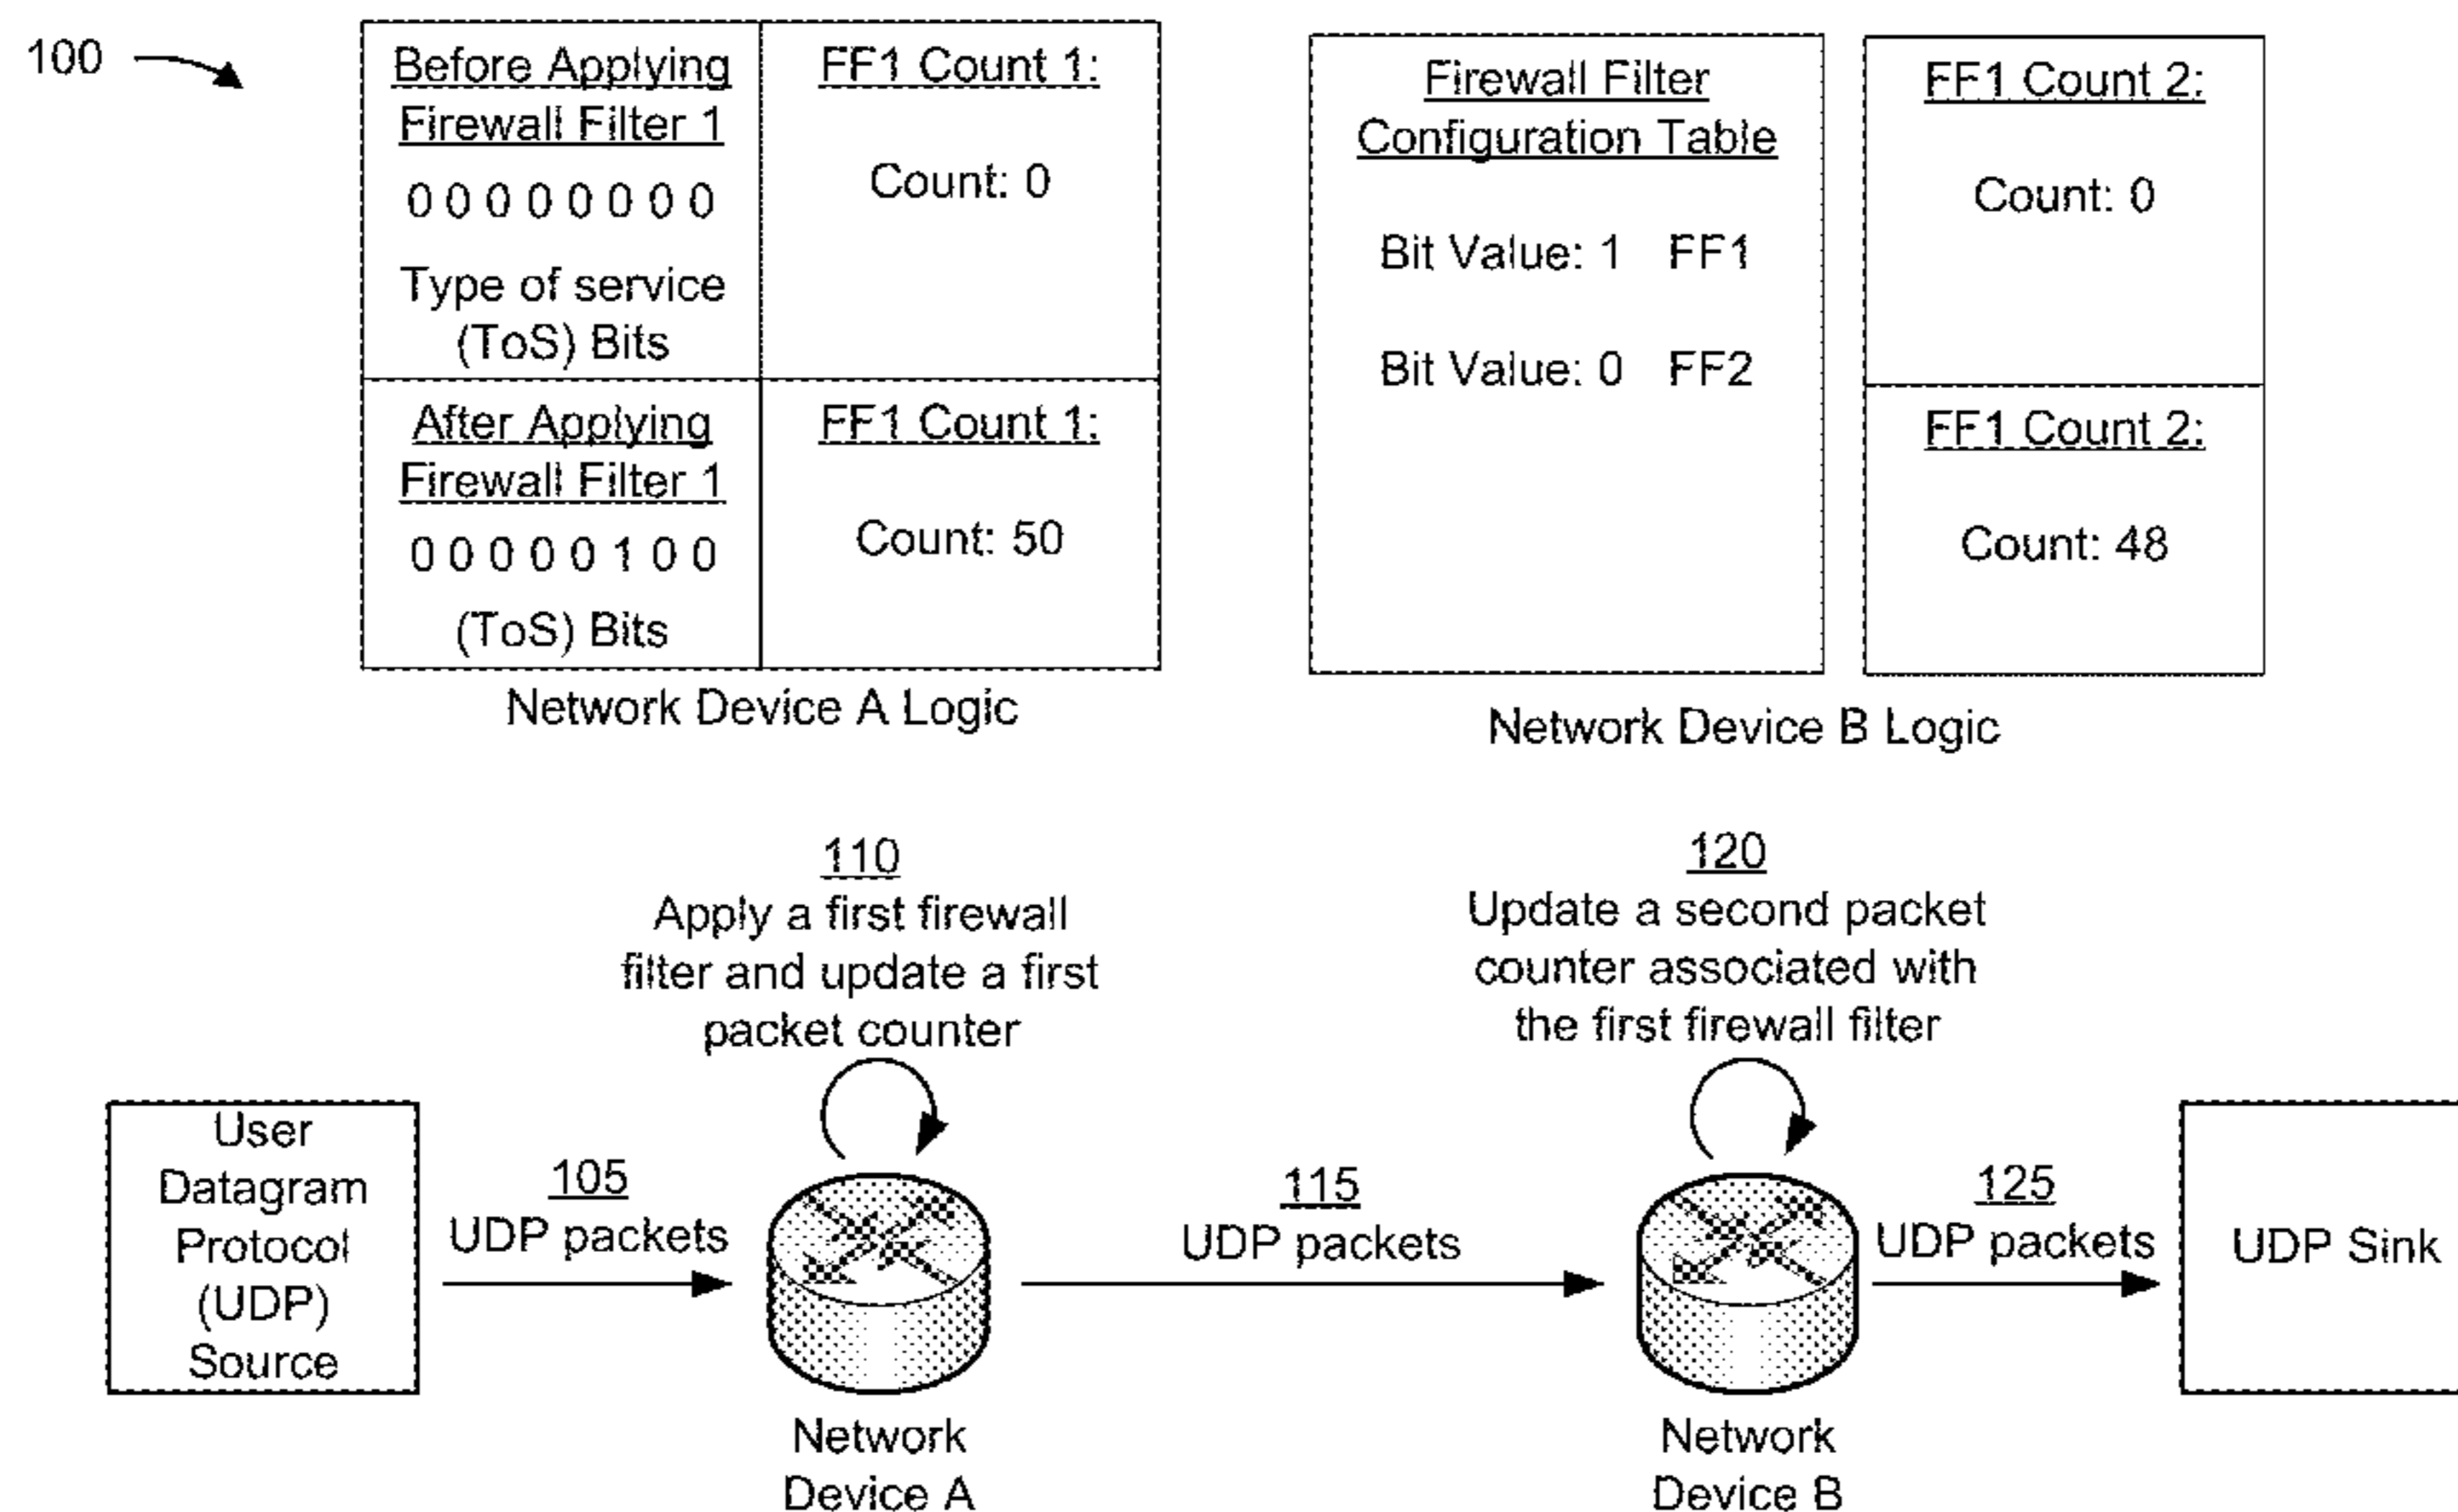 100
Before Applying
Firewall Filter 1
0 0 0 0 0 0 0 0
Type of service
(ToS) Bits
FF1 Count 1:
Count: 0
After Applying
Firewall Filter 1
0 0 0 0 0 1 0 0
(ToS) Bits
FF1 Count 1:
Count: 50
Network Device A Logic
Firewall Filter
Configuration Table
Bit Value: 1 FF1
Bit Value: 0 FF2
FF1 Count 2:
Count: 0
FF1 Count 2:
Count: 48
Network Device B Logic
110
Apply a first firewall
filter and update a first
packet counter
120
Update a second packet
counter associated with
the first firewall filter
User
Datagram
Protocol
(UDP)
Source
105
UDP packets
115
UDP packets
125
UDP packets
UDP Sink
Network
Device A
Network
Device B